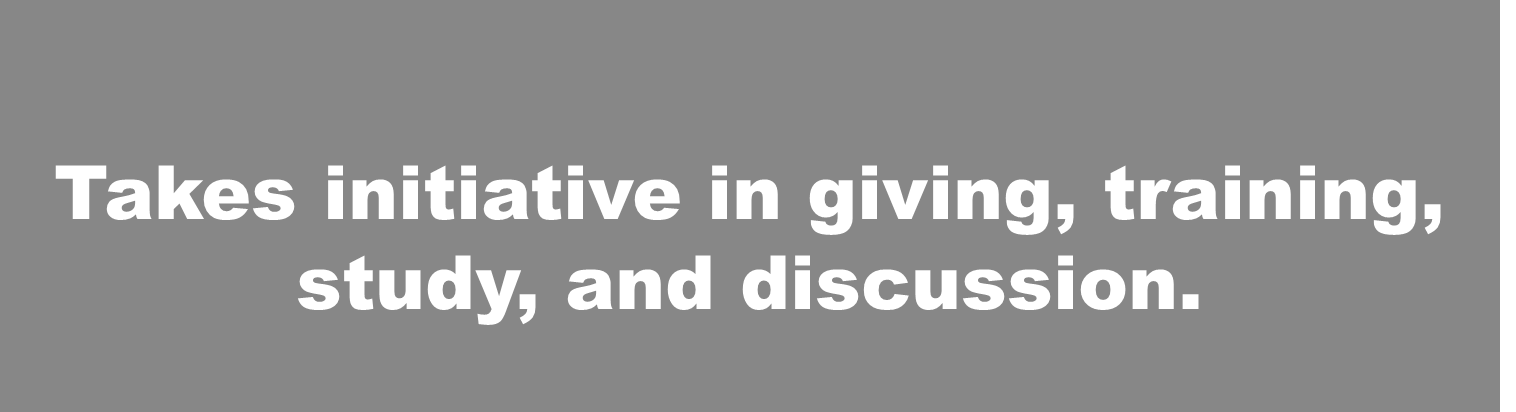 Takes initiative in giving, training,
study, and discussion.